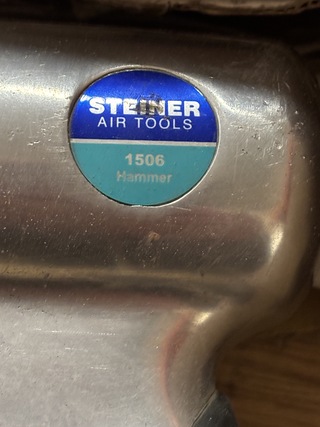 STEINER
AIR TOOLS
1506
Hammer